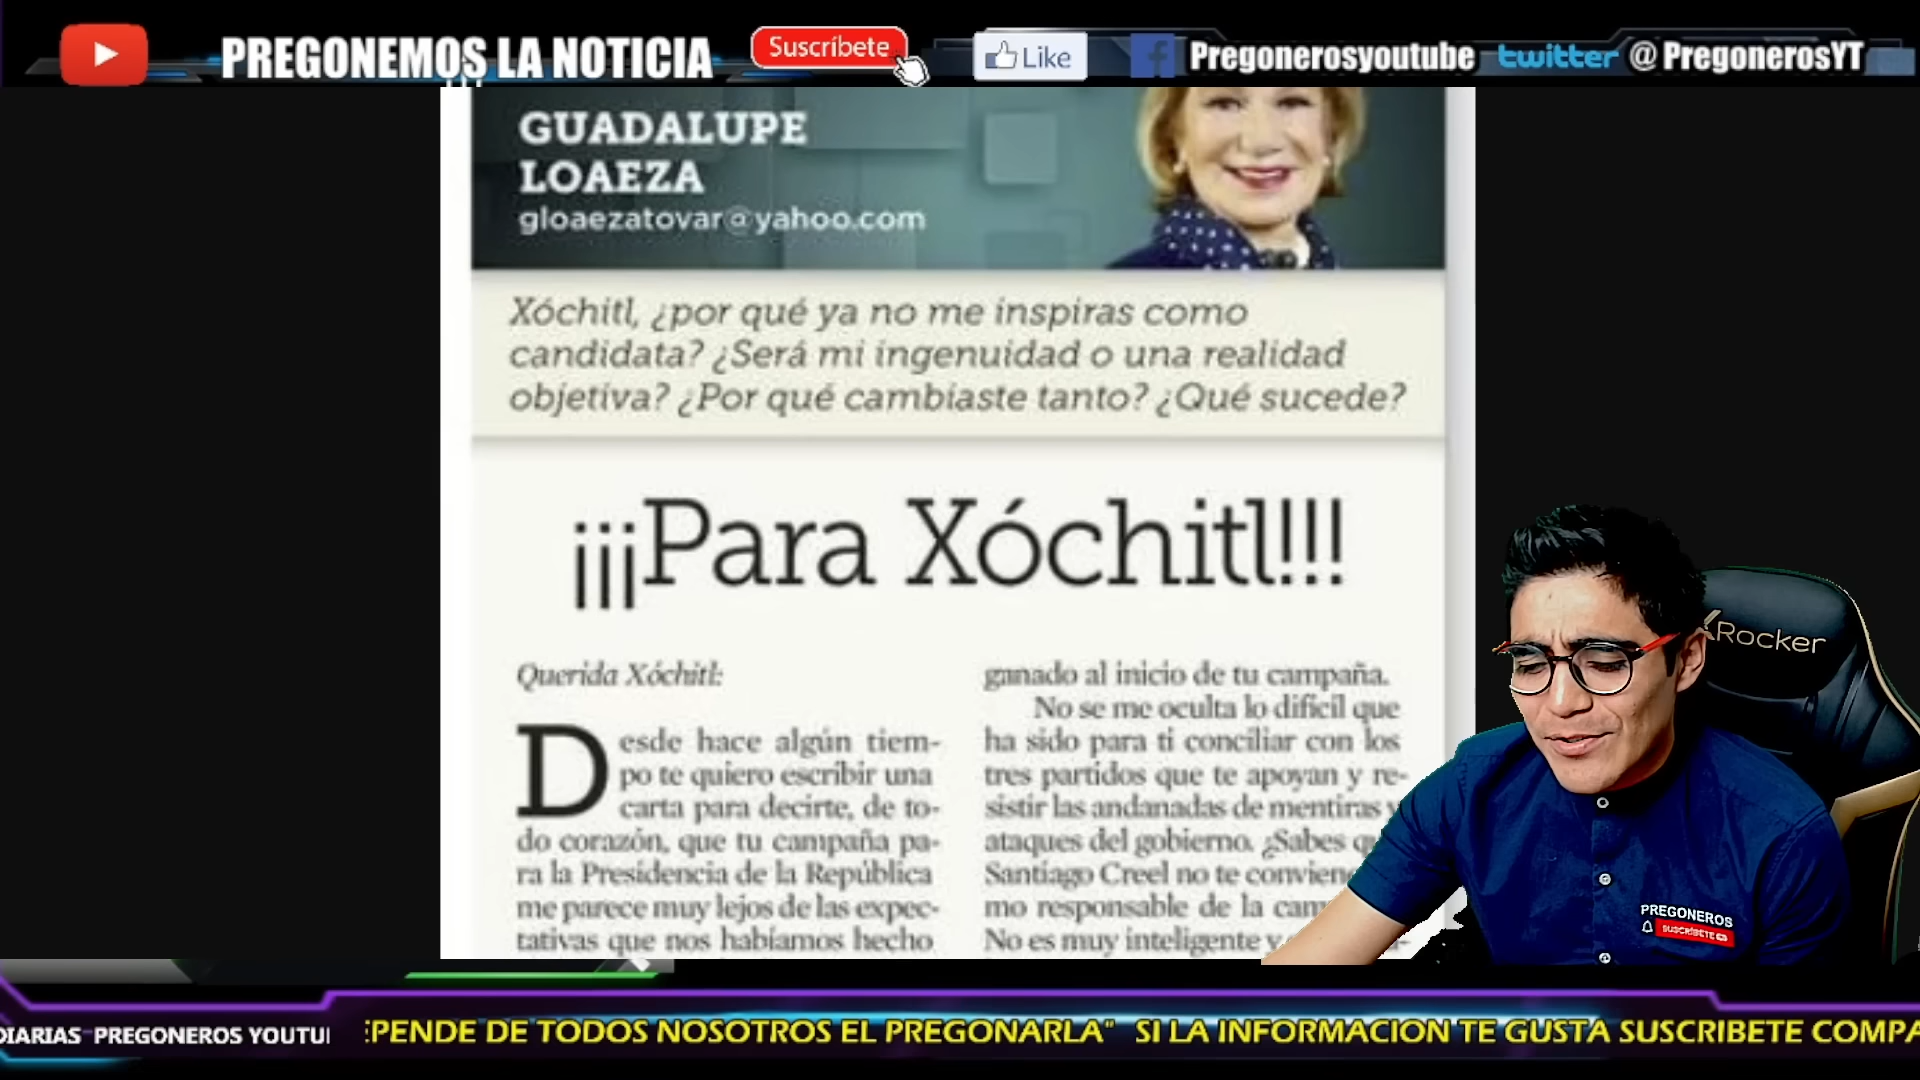 PREGONEMOS LA NOTICIA
Suscríbete
Like
Pregonerosyoutube
twitter @PregonerosYT
GUADALUPE
LOAEZA
gloaezatovar@yahoo.com
Xóchitl, ¿por qué ya no me inspiras como
candidata? ¿Será mi ingenuidad o una realidad
objetiva? ¿Por qué cambiaste tanto? ¿Qué sucede?
¡¡¡Para Xóchitl!!!
Querida Xóchitl:
Desde hace algún tiem-
po te quiero escribir una
carta para decirte, de to-
do corazón, que tu campaña pa-
ra la Presidencia de la República
me parece muy lejos de las expec-
tativas que nos habíamos hecho
ganado al inicio de tu campaña.
No se me oculta lo difícil que
ha sido para ti conciliar con los
tres partidos que te apoyan y re-
sistir las andanadas de mentiras y
ataques del gobierno. ¿Sabes
Santiago Creel no te
mo responsable de la
No es muy inteligente y
XRocker
PREGONEROS
SUSCRÍBETE
DIARIAS PREGONEROS
EPENDE DE TODOS NOSOTROS EL PREGONARLA" SI LA INFORMACION TE GUSTA SUSCRIBETE